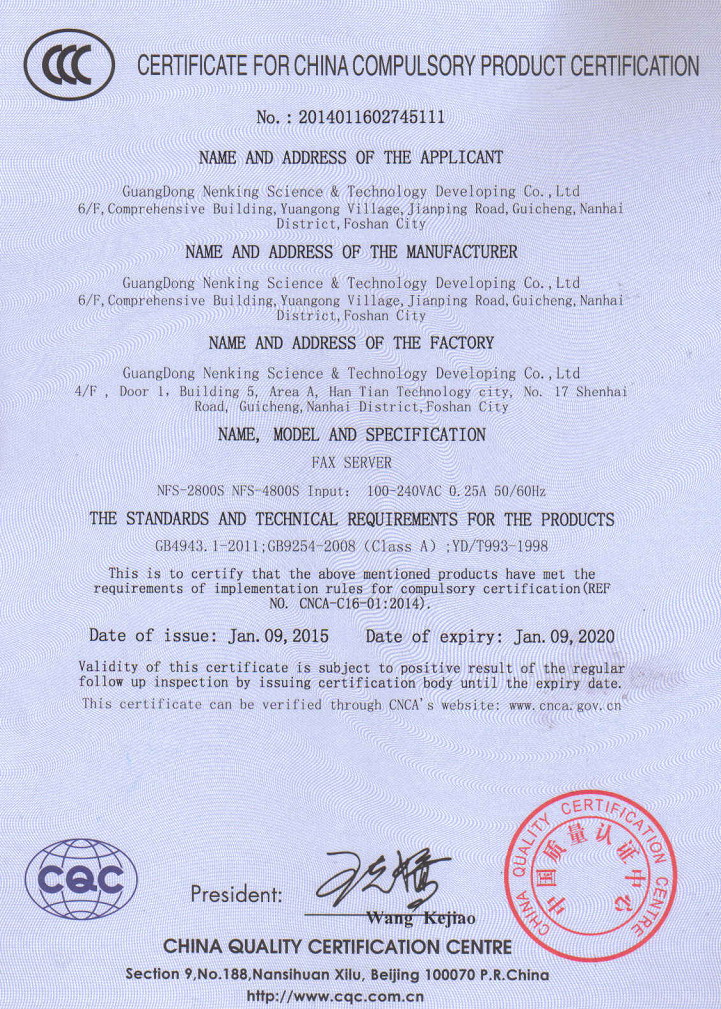 CCC
CERTIFICATE FOR CHINA COMPULSORY PRODUCT CERTIFICATION
No. : 2014011602745111
NAME AND ADDRESS OF THE APPLICANT
GuangDong Nenking Science & Technology Developing Co.,Ltd
6/F,Comprehensive Building,Yuangong Village,Jianping Road,Guicheng,Nanhai
District,Foshan City
NAME AND ADDRESS OF THE MANUFACTURER
GuangDong Nenking Science & Technology Developing Co.,Ltd
6/F,Comprehensive Building,Yuangong Village,Jianping Road,Guicheng,Nanhai
District,Foshan City
NAME AND ADDRESS OF THE FACTORY
GuangDong Nenking Science & Technology Developing Co.,Ltd
4/F , Door 1, Building 5, Area A, Han Tian Technology city, No. 17 Shenhai
Road, Guicheng,Nanhai District,Foshan City
NAME, MODEL AND SPECIFICATION
FAX SERVER
NFS-2800S NFS-4800S Input: 100-240VAC 0.25A 50/60Hz
THE STANDARDS AND TECHNICAL REQUIREMENTS FOR THE PRODUCTS
GB4943.1-2011;GB9254-2008 (Class A) ;YD/T993-1998
This is to certify that the above mentioned products have met the
requirements of implementation rules for compulsory certification(REF
NO. CNCA-C16-01:2014).
Date of issue: Jan.09,2015 Date of expiry: Jan.09,2020
Validity of this certificate is subject to positive result of the regular
follow up inspection by issuing certification body until the expiry date.
This certificate can be verified through CNCA's website: www.cnca.gov.cn
CHINA QUALITY CERTIFICATION CENTRE
中国质量认证中心
CQC
President:
王克娇
Wang Kejiao
CHINA QUALITY CERTIFICATION CENTRE
Section 9,No.188,Nansihuan Xilu, Beijing 100070 P.R.China
http://www.cqc.com.cn